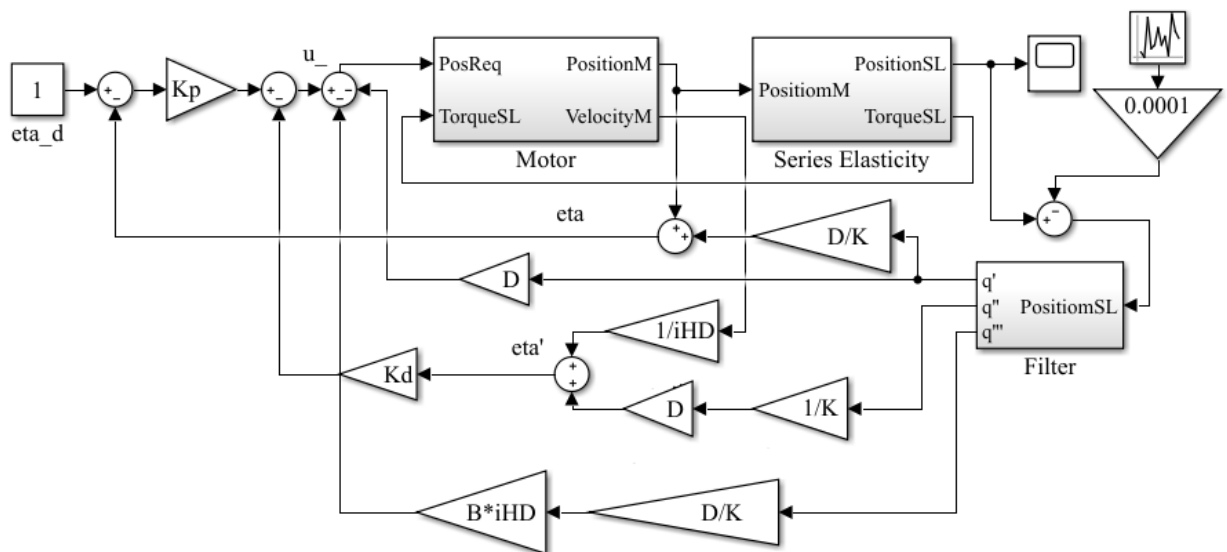 1
eta_d
+
-
Kp
+
-
u_
+
-
-
PosReq
PositionM
TorqueSL
VelocityM
Motor
PositiomM
PositionSL
TorqueSL
Series Elasticity
0.0001
+
-
eta
+
+
D/K
D
q'
q''
q'''
PositiomSL
Filter
1/iHD
eta'
+
+
Kd
D
1/K
B*iHD
D/K